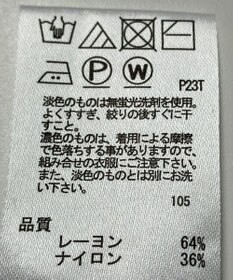 P W
P23T
淡色のものは無蛍光洗剤を使用。
よくすすぎ、絞りの後すぐに干
すこと。
濃色のものは、着用による摩擦
で色落ちする事がありますので、
組み合せの衣服にご注意下さい。
また、淡色のものとは別にお洗
い下さい。
105
品質
レーヨン 64%
ナイロン 36%